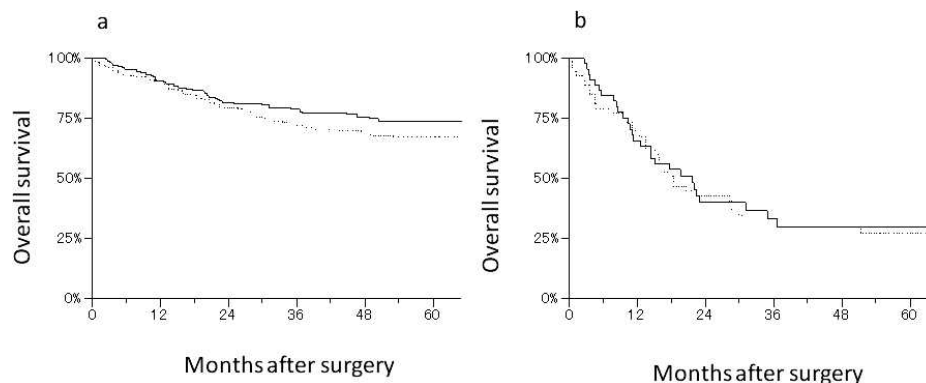 a
100%
75%
50%
25%
0%
0 12 24 36 48 60
Overall survival
Months after surgery
b
100%
75%
50%
25%
0%
0 12 24 36 48 60
Overall survival
Months after surgery